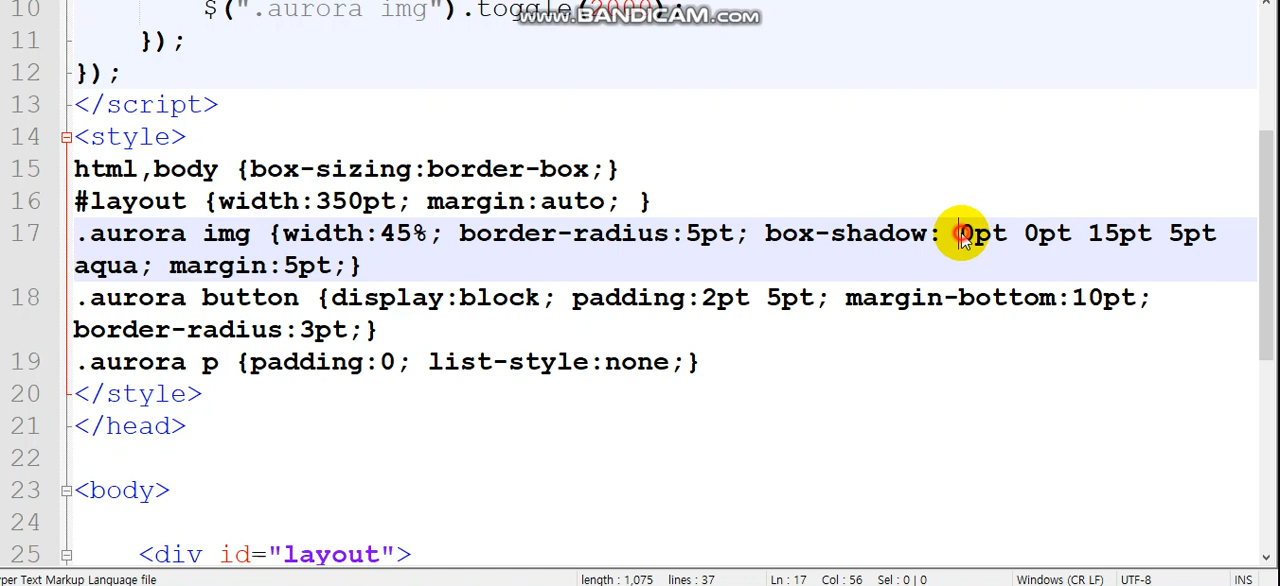 10 $(".aurora img").toggle(2000);
www.BANDICAM.com
11 });
12 });
13 </script>
14 <style>
15 html,body {box-sizing:border-box;}
16 #layout {width:350pt; margin:auto; }
17 .aurora img {width:45%; border-radius:5pt; box-shadow: 0pt 0pt 15pt 5pt
aqua; margin:5pt;}
18 .aurora button {display:block; padding:2pt 5pt; margin-bottom:10pt;
border-radius:3pt;}
19 .aurora p {padding:0; list-style:none;}
20 </style>
21 </head>
22
23 <body>
24
25 <div id="layout">
yper Text Markup Language file length : 1,075 lines : 37 Ln : 17 Col : 56 Sel : 0 | 0 Windows (CR LF) UTF-8 INS